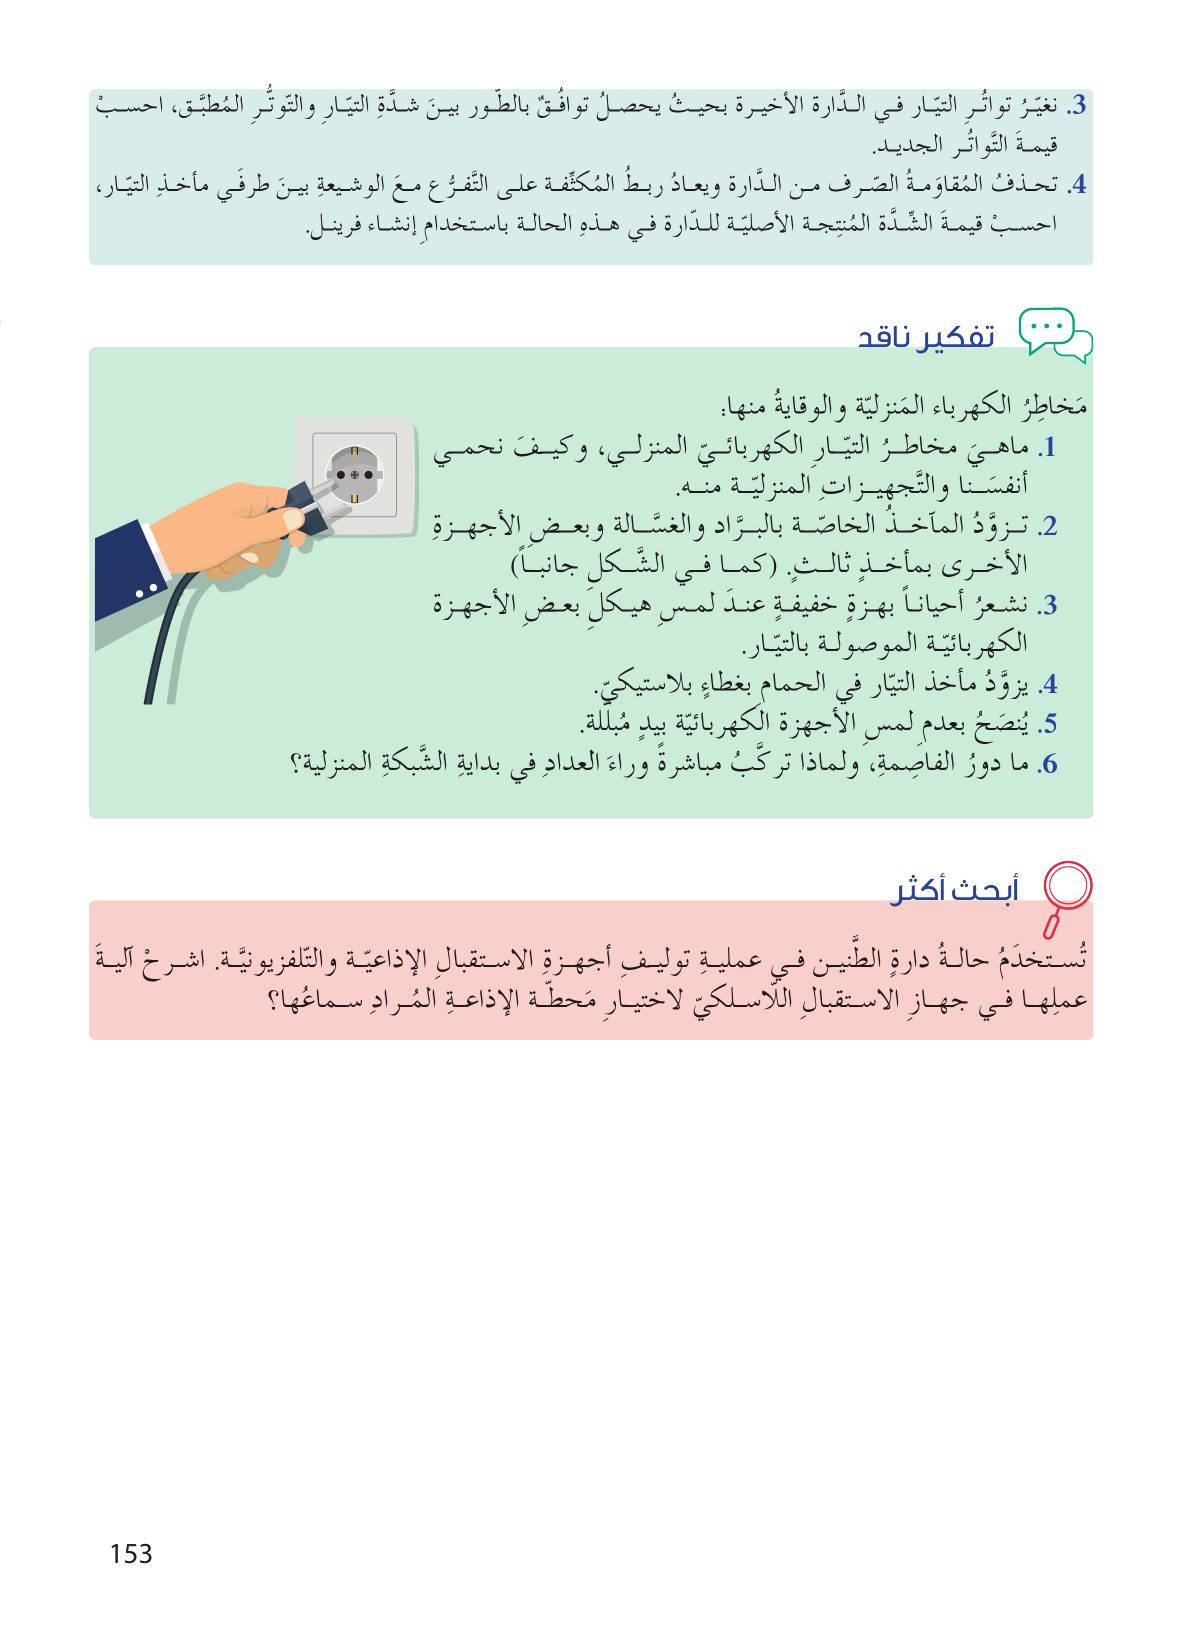 3. نغيّرُ تواتُرِ التيّار في الدَّارة الأخيرة بحيثُ يحصلُ توافُقٌ بالطّور بينَ شدَّةِ التيّارِ والتّوتُّرِ المُطبَّق، احسبْ
قيمةَ التَّواتُر الجديد.
4. تحذفُ المُقاوَمةُ الصّرف من الدَّارة ويعادُ ربطُ المُكثِّفة على التَّفرُّع معَ الوشيعةِ بينَ طرفَي مأخذِ التيّار،
احسبْ قيمةَ الشِّدَّة المُنتِجة الأصليّة للدّارة في هذهِ الحالة باستخدامِ إنشاء فرينل.
تفكير ناقد
مَخاطِرُ الكهرباء المَنزليّة والوقايةُ منها:
1. ماهيَ مخاطرُ التيّارِ الكهربائيّ المنزلي، وكيفَ نحمي
أنفسَنا والتَّجهيزاتِ المنزليّة منه.
2. تزوَّدُ المآخذُ الخاصّة بالبرَّاد والغسَّالة وبعضِ الأجهزةِ
الأخرى بمأخذٍ ثالثٍ. (كما في الشَّكلِ جانباً)
3. نشعرُ أحياناً بهزةٍ خفيفةٍ عندَ لمسِ هيكلِ بعضِ الأجهزة
الكهربائيّة الموصولة بالتيّار.
4. يزوَّدُ مأخذ التيّار في الحمامِ بغطاءٍ بلاستيكيّ.
5. يُنصَحُ بعدمِ لمسِ الأجهزة الكهربائيّة بيدٍ مُبلّلة.
6. ما دورُ الفاصِمةِ، ولماذا تركَّبُ مباشرةً وراءَ العدادِ في بدايةِ الشَّبكةِ المنزلية؟
أبحث أكثر
تُستخدَمُ حالةُ دارةِ الطَّنين في عمليةِ توليفِ أجهزةِ الاستقبالِ الإذاعيّة والتّلفزيونيَّة. اشرحْ آليةَ
عملِها في جهازِ الاستقبالِ اللّاسلكيّ لاختيارِ مَحطّة الإذاعةِ المُرادِ سماعُها؟
153